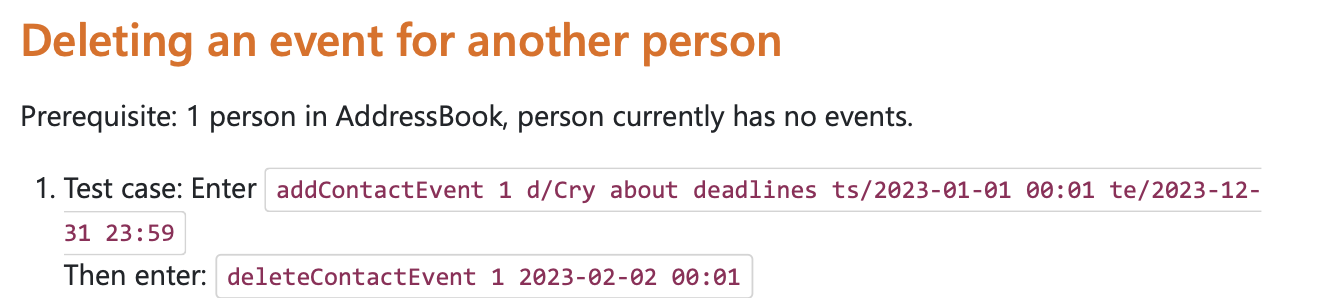 Deleting an event for another person
Prerequisite: 1 person in AddressBook, person currently has no events.
1. Test case: Enter addContactEvent 1 d/Cry about deadlines ts/2023-01-01 00:01 te/2023-12-
31 23:59
Then enter: deleteContactEvent 1 2023-02-02 00:01